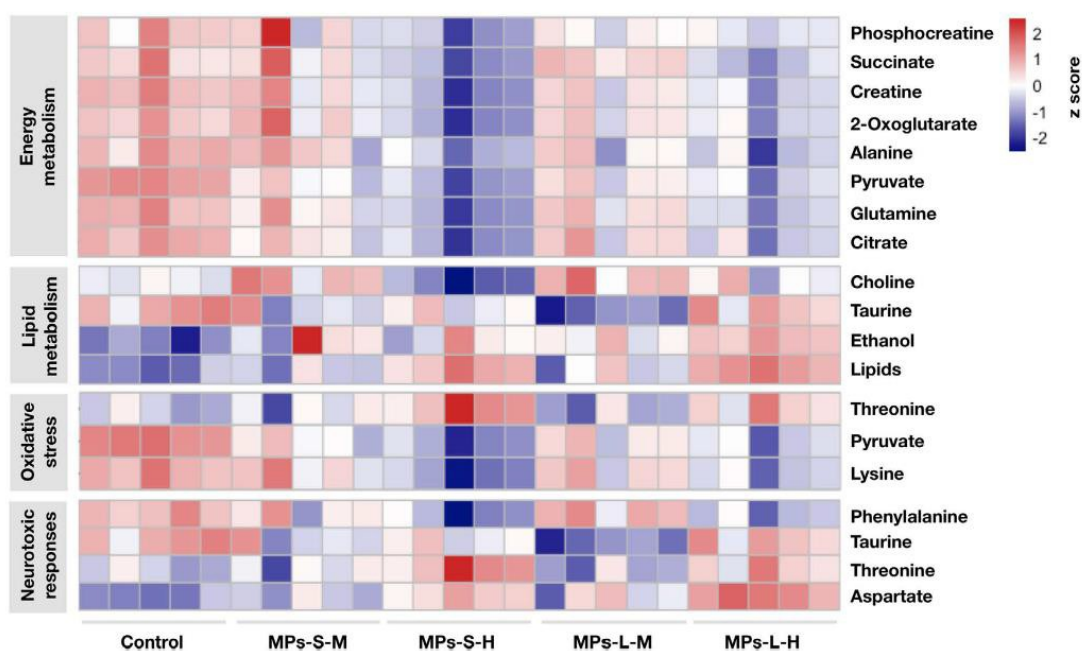 Energy
metabolism
Phosphocreatine
Succinate
Creatine
2-Oxoglutarate
Alanine
Pyruvate
Glutamine
Citrate
2
1
0
-1
-2
z score
Lipid
metabolism
Choline
Taurine
Ethanol
Lipids
Oxidative
stress
Threonine
Pyruvate
Lysine
Neurotoxic
responses
Phenylalanine
Taurine
Threonine
Aspartate
Control
MPs-S-M
MPs-S-H
MPs-L-M
MPs-L-H